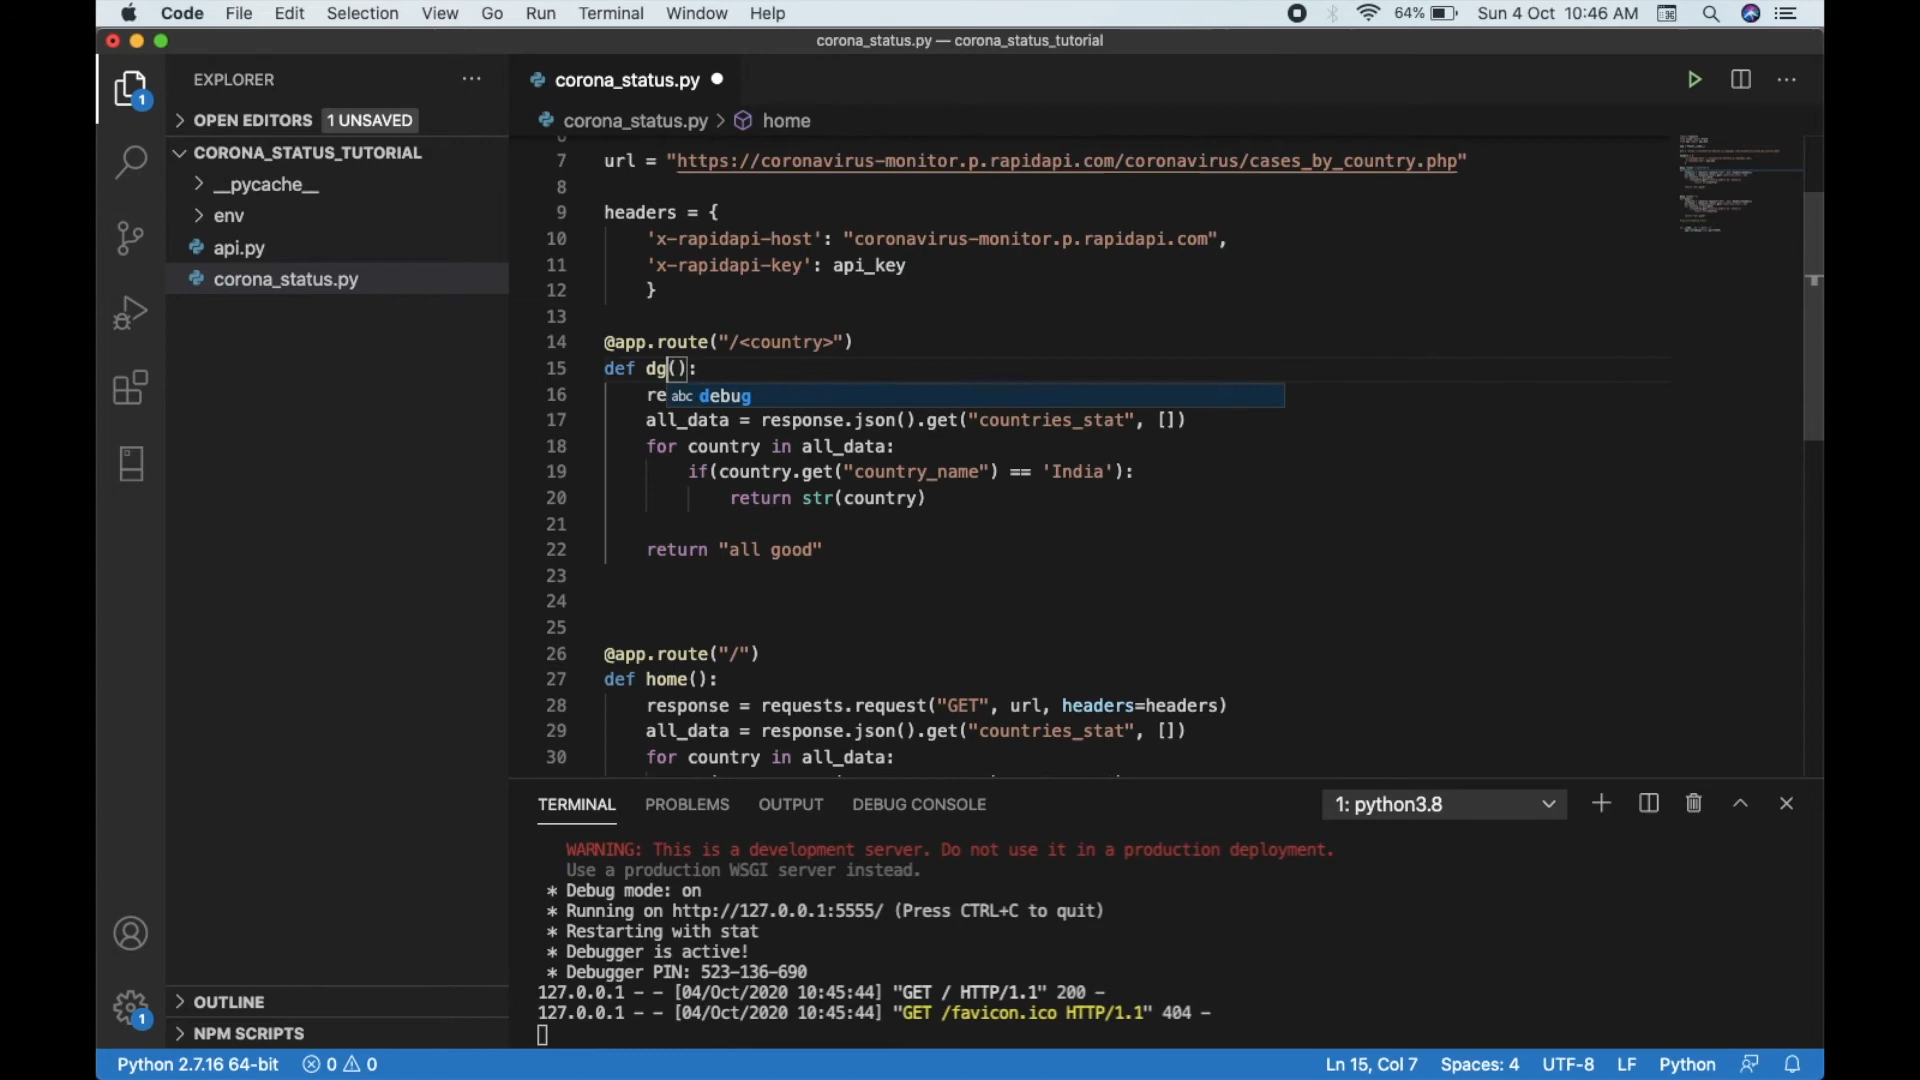 Code File Edit Selection View Go Run Terminal Window Help 64% Sun 4 Oct 10:46 AM
corona_status.py — corona_status_tutorial
EXPLORER
OPEN EDITORS 1 UNSAVED
CORONA_STATUS_TUTORIAL
__pycache__
env
api.py
corona_status.py
OUTLINE
NPM SCRIPTS
1
1
corona_status.py
corona_status.py > home
7 url = "https://coronavirus-monitor.p.rapidapi.com/coronavirus/cases_by_country.php"
8
9 headers = {
10 'x-rapidapi-host': "coronavirus-monitor.p.rapidapi.com",
11 'x-rapidapi-key': api_key
12 }
13
14 @app.route("/<country>")
15 def dg():
16 re abc debug
17 all_data = response.json().get("countries_stat", [])
18 for country in all_data:
19 if(country.get("country_name") == 'India'):
20 return str(country)
21
22 return "all good"
23
24
25
26 @app.route("/")
27 def home():
28 response = requests.request("GET", url, headers=headers)
29 all_data = response.json().get("countries_stat", [])
30 for country in all_data:
TERMINAL PROBLEMS OUTPUT DEBUG CONSOLE 1: python3.8
WARNING: This is a development server. Do not use it in a production deployment.
Use a production WSGI server instead.
* Debug mode: on
* Running on http://127.0.0.1:5555/ (Press CTRL+C to quit)
* Restarting with stat
* Debugger is active!
* Debugger PIN: 523-136-690
127.0.0.1 - - [04/Oct/2020 10:45:44] "GET / HTTP/1.1" 200 -
127.0.0.1 - - [04/Oct/2020 10:45:44] "GET /favicon.ico HTTP/1.1" 404 -
Python 2.7.16 64-bit 0 0 Ln 15, Col 7 Spaces: 4 UTF-8 LF Python